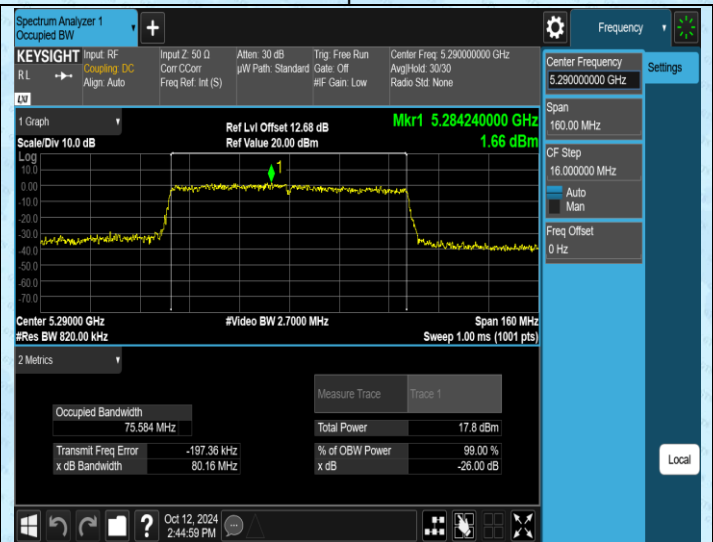 Spectrum Analyzer 1
Occupied BW
+
Frequency
KEYSIGHT Input: RF
RL Coupling: DC
Align: Auto
LXI
Input Z: 50 Ω
Corr CCorr
Freq Ref: Int (S)
Atten: 30 dB
µW Path: Standard
Trig: Free Run
Gate: Off
#IF Gain: Low
Center Freq: 5.290000000 GHz
Avg|Hold: 30/30
Radio Std: None
Center Frequency
5.290000000 GHz
Settings
Span
160.00 MHz
CF Step
16.000000 MHz
Auto
Man
Freq Offset
0 Hz
1 Graph
Scale/Div 10.0 dB
Ref Lvl Offset 12.68 dB
Ref Value 20.00 dBm
Mkr1 5.284240000 GHz
1.66 dBm
Log
10.0
0.00
-10.0
-20.0
-30.0
-40.0
-50.0
-60.0
-70.0
1
Center 5.29000 GHz
#Res BW 820.00 kHz
#Video BW 2.7000 MHz
Span 160 MHz
Sweep 1.00 ms (1001 pts)
2 Metrics
Measure Trace Trace 1
Occupied Bandwidth
75.584 MHz
Total Power 17.8 dBm
Transmit Freq Error -197.36 kHz
% of OBW Power 99.00 %
x dB Bandwidth 80.16 MHz
x dB -26.00 dB
Local
?
Oct 12, 2024
2:44:59 PM